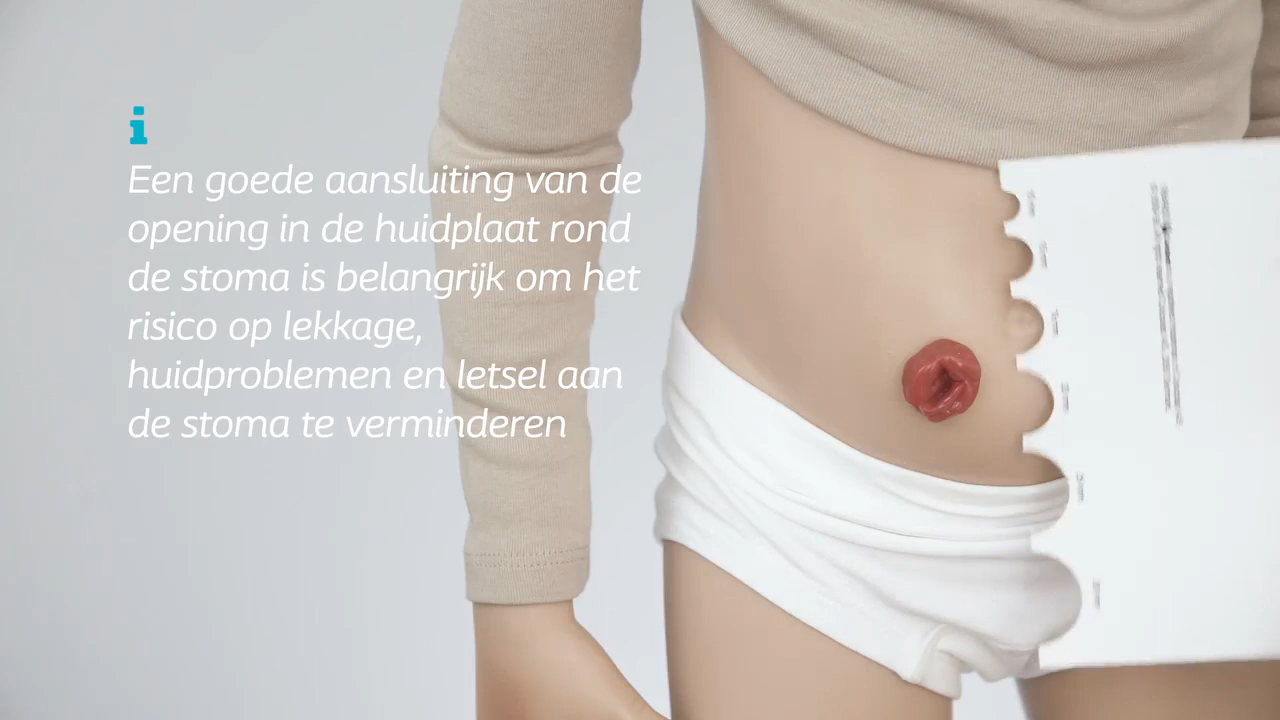 i
Een goede aansluiting van de
opening in de huidplaat rond
de stoma is belangrijk om het
risico op lekkage,
huidproblemen en letsel aan
de stoma te verminderen